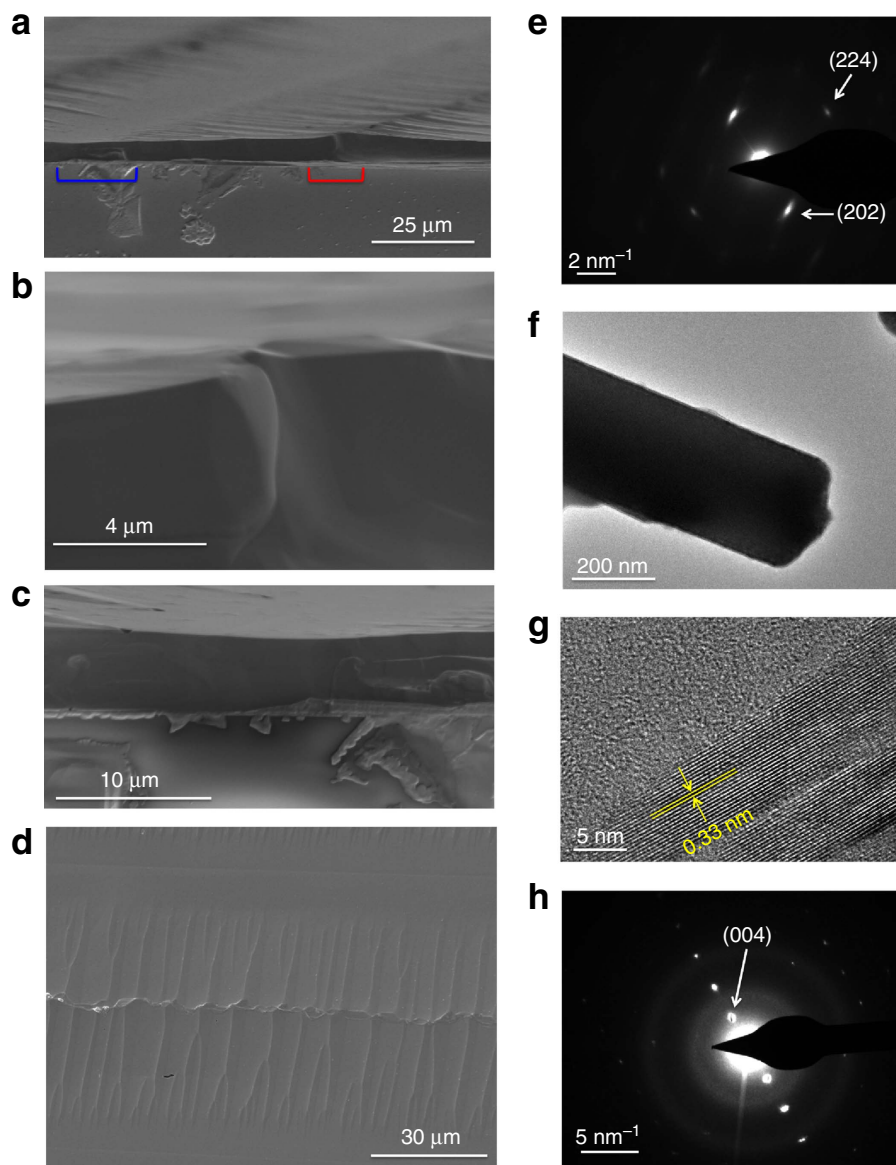 a
25 μm
b
4 μm
c
10 μm
d
30 μm
e
(224)
(202)
2 nm⁻¹
f
200 nm
g
0.33 nm
5 nm
h
(004)
5 nm⁻¹